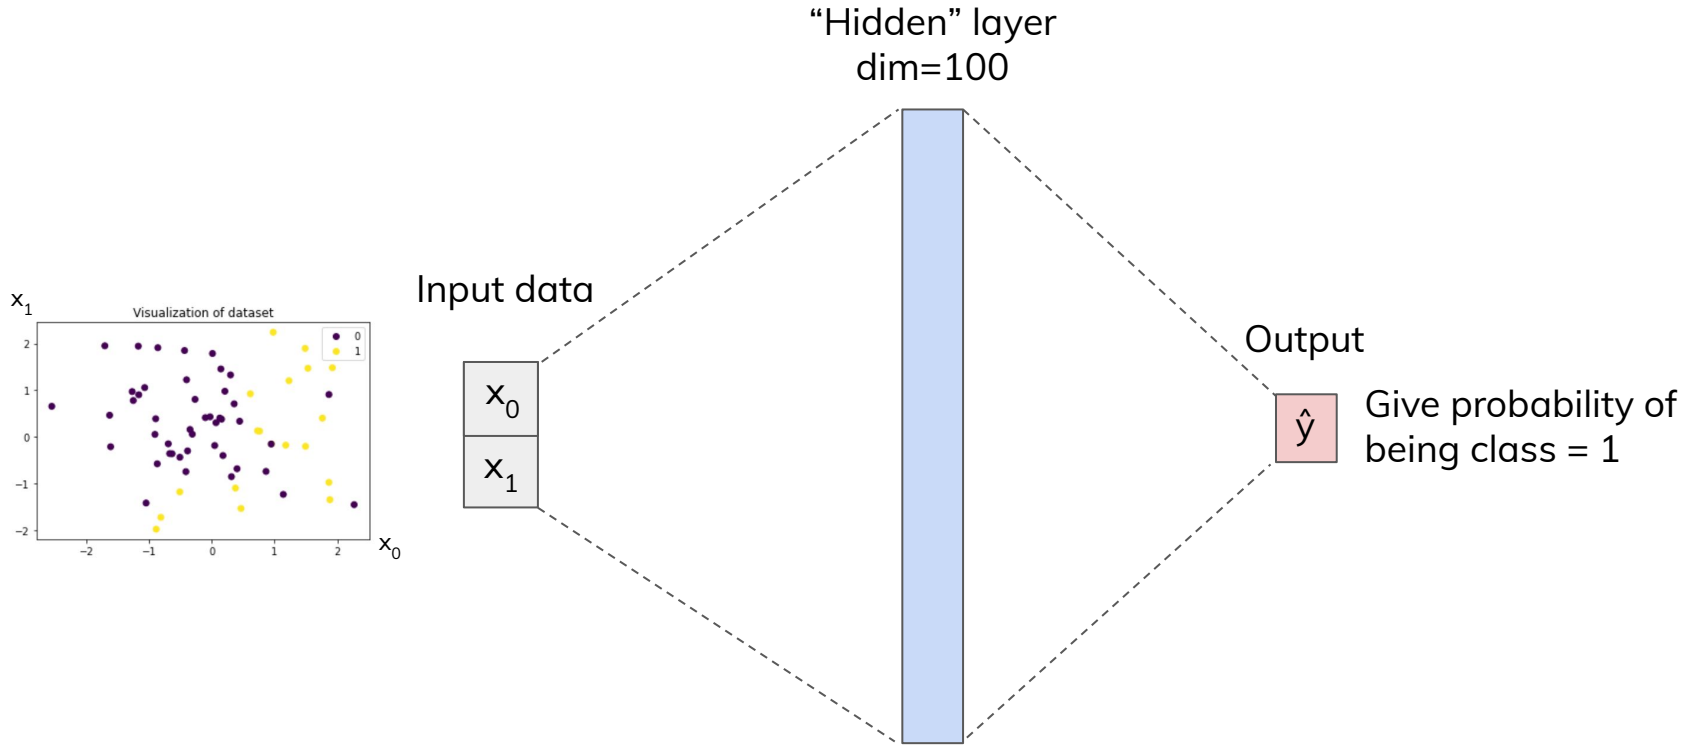 “Hidden” layer
dim=100
Input data
x1
Visualization of dataset
0
1
2
1
0
−1
−2
−2
−1
0
1
2
x0
x0
x1
Output
ŷ
Give probability of
being class = 1